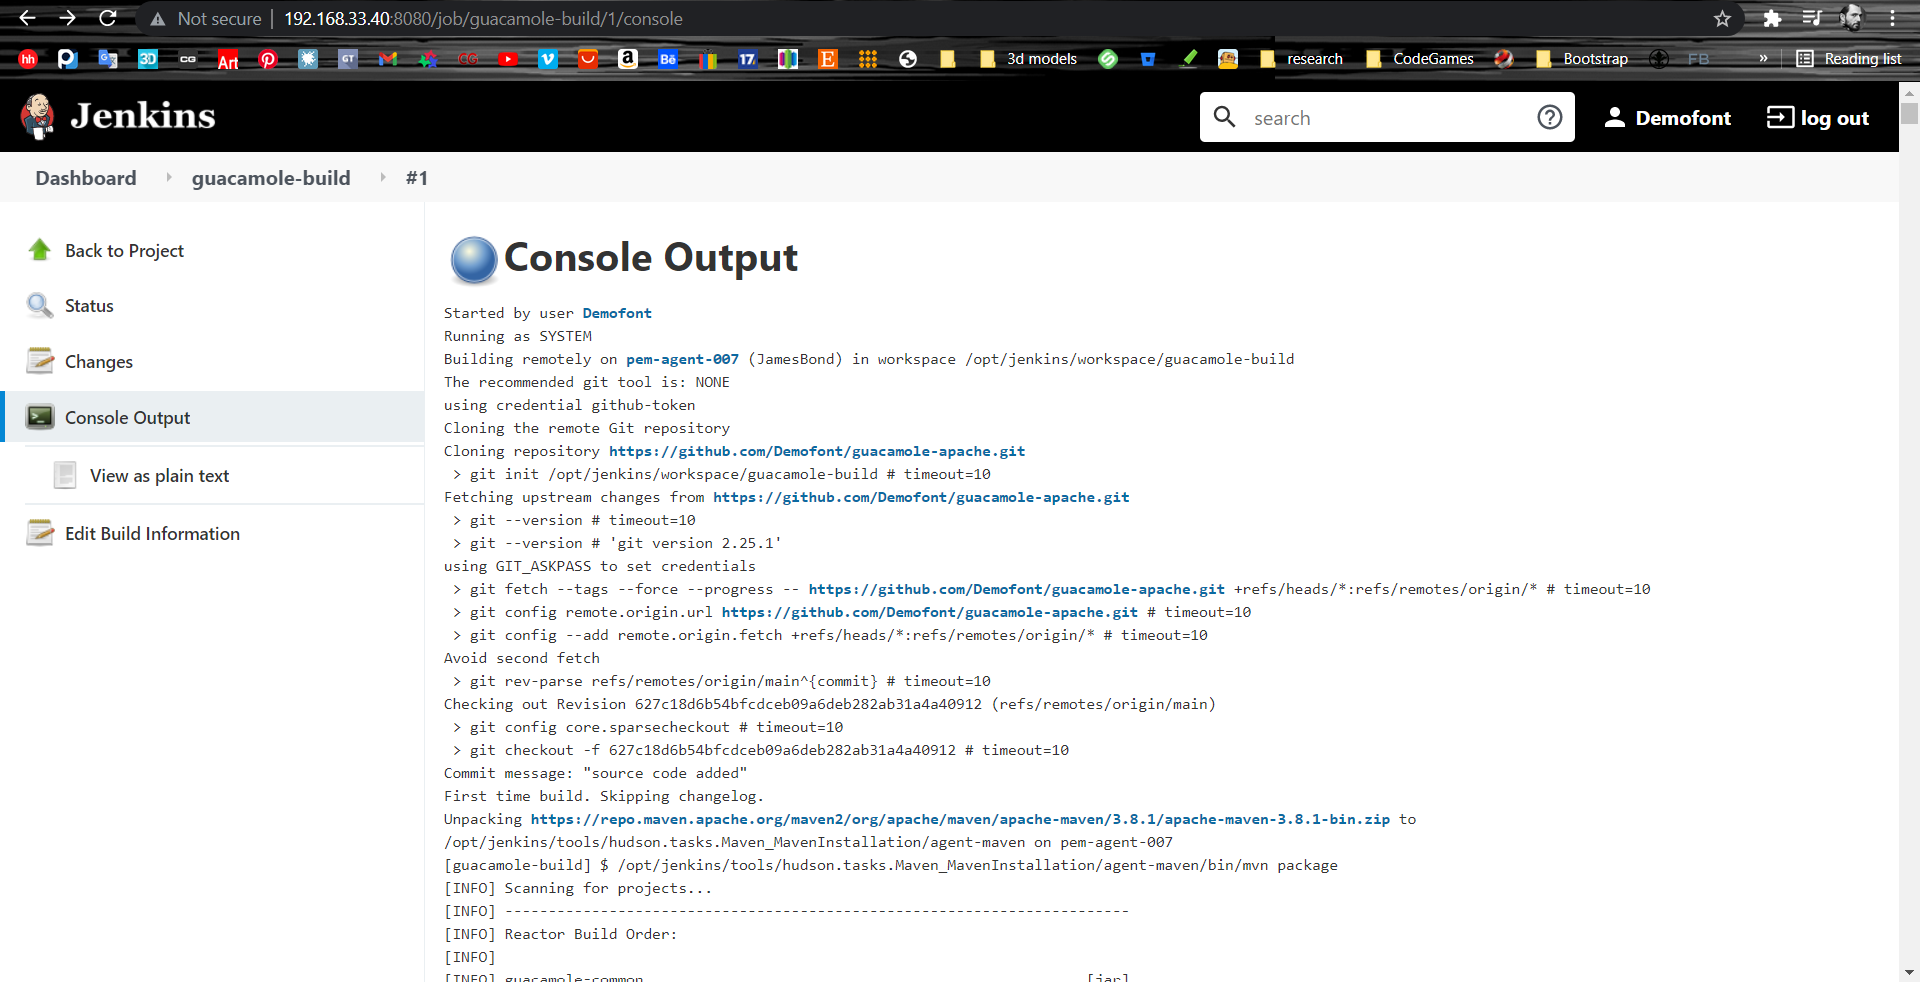 Not secure | 192.168.33.40:8080/job/guacamole-build/1/console
hh 3D CG Art GT CG Bē 17 E 3d models research CodeGames Bootstrap FB » Reading list
Jenkins search Demofont log out
Dashboard guacamole-build #1
Back to Project
Status
Changes
Console Output
View as plain text
Edit Build Information
Console Output
Started by user Demofont
Running as SYSTEM
Building remotely on pem-agent-007 (JamesBond) in workspace /opt/jenkins/workspace/guacamole-build
The recommended git tool is: NONE
using credential github-token
Cloning the remote Git repository
Cloning repository https://github.com/Demofont/guacamole-apache.git
> git init /opt/jenkins/workspace/guacamole-build # timeout=10
Fetching upstream changes from https://github.com/Demofont/guacamole-apache.git
> git --version # timeout=10
> git --version # 'git version 2.25.1'
using GIT_ASKPASS to set credentials
> git fetch --tags --force --progress -- https://github.com/Demofont/guacamole-apache.git +refs/heads/*:refs/remotes/origin/* # timeout=10
> git config remote.origin.url https://github.com/Demofont/guacamole-apache.git # timeout=10
> git config --add remote.origin.fetch +refs/heads/*:refs/remotes/origin/* # timeout=10
Avoid second fetch
> git rev-parse refs/remotes/origin/main^{commit} # timeout=10
Checking out Revision 627c18d6b54bfcdceb09a6deb282ab31a4a40912 (refs/remotes/origin/main)
> git config core.sparsecheckout # timeout=10
> git checkout -f 627c18d6b54bfcdceb09a6deb282ab31a4a40912 # timeout=10
Commit message: "source code added"
First time build. Skipping changelog.
Unpacking https://repo.maven.apache.org/maven2/org/apache/maven/apache-maven/3.8.1/apache-maven-3.8.1-bin.zip to
/opt/jenkins/tools/hudson.tasks.Maven_MavenInstallation/agent-maven on pem-agent-007
[guacamole-build] $ /opt/jenkins/tools/hudson.tasks.Maven_MavenInstallation/agent-maven/bin/mvn package
[INFO] Scanning for projects...
[INFO] ------------------------------------------------------------------------
[INFO] Reactor Build Order:
[INFO]
[INFO] guacamole-common [jar]